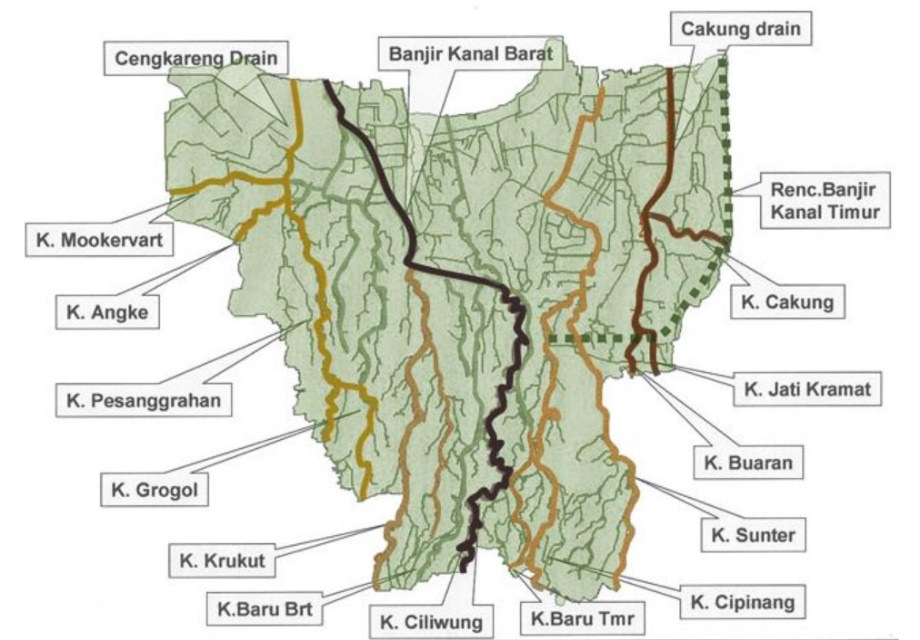 Cakung drain
Cengkareng Drain
Banjir Kanal Barat
Renc.Banjir
Kanal Timur
K. Mookervart
K. Cakung
K. Angke
K. Jati Kramat
K. Pesanggrahan
K. Buaran
K. Grogol
K. Sunter
K. Krukut
K. Cipinang
K.Baru Brt
K. Ciliwung
K.Baru Tmr